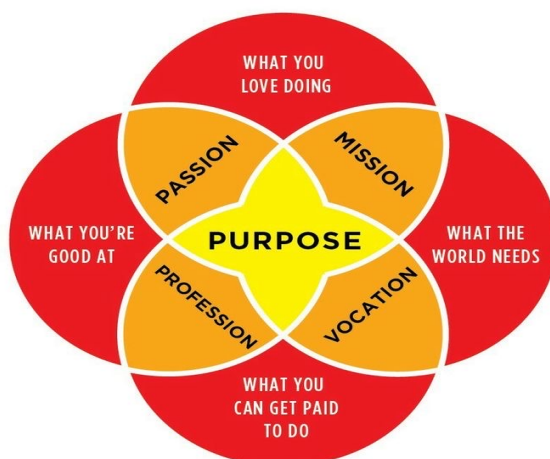 WHAT YOU
LOVE DOING
PASSION
MISSION
WHAT YOU'RE
GOOD AT
PURPOSE
WHAT THE
WORLD NEEDS
PROFESSION
VOCATION
WHAT YOU
CAN GET PAID
TO DO